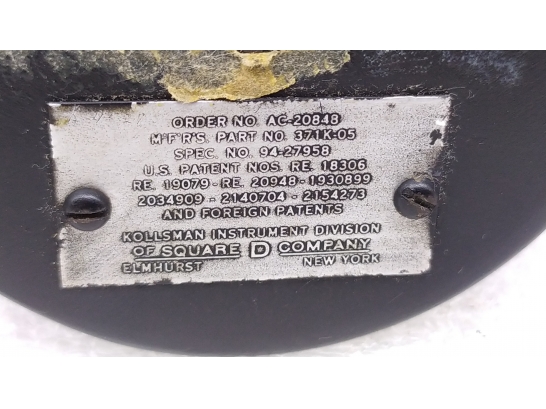 ORDER NO. AC-20848
M'F'R'S. PART NO. 371K-05
SPEC. NO. 94-27958
U.S. PATENT NOS. RE. 18306
RE. 19079 - RE. 20948 - 1930899
2034909 - 2140704 - 2154273
AND FOREIGN PATENTS
KOLLSMAN INSTRUMENT DIVISION
OF SQUARE D COMPANY
ELMHURST NEW YORK